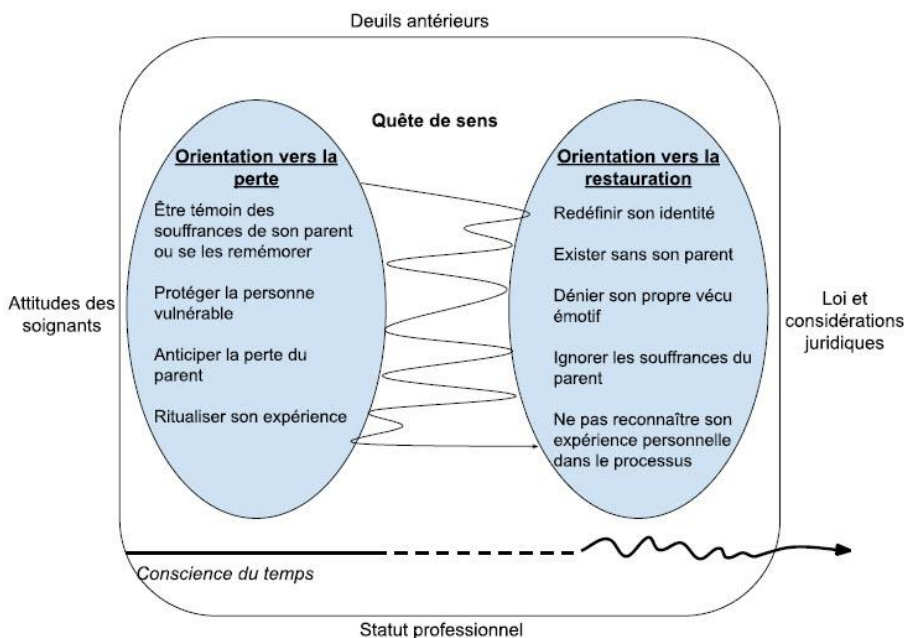 Deuils antérieurs
Quête de sens
Orientation vers la
perte
Être témoin des
souffrances de son parent
ou se les remémorer
Protéger la personne
vulnérable
Anticiper la perte du
parent
Ritualiser son expérience
Orientation vers la
restauration
Redéfinir son identité
Exister sans son parent
Dénier son propre vécu
émotif
Ignorer les souffrances du
parent
Ne pas reconnaître son
expérience personnelle
dans le processus
Attitudes des
soignants
Loi et
considérations
juridiques
Conscience du temps
Statut professionnel